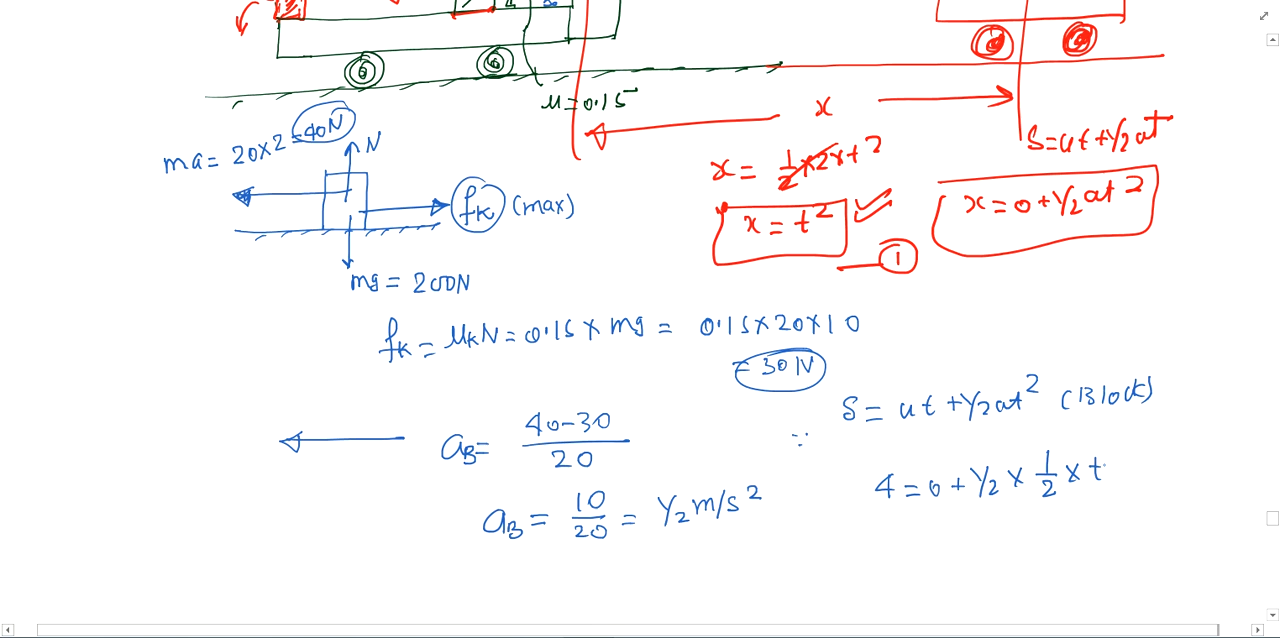 μ=0.15
x
ma = 20×2 = 40N
N
fk (max)
mg = 200N
S=ut+1/2at
x = 1/2×2×t2
x = t2
1
x=0+1/2at2
fk = μkN = 0.15 × mg = 0.15×20×10
= 30N
S = ut + 1/2at2 (Block)
aB = 40-30/20
∵
4 = 0 + 1/2 × 1/2 × t
aB = 10/20 = 1/2 m/s2